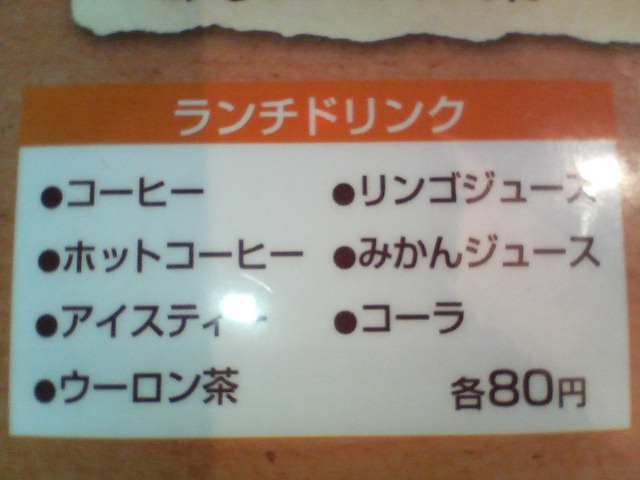 ランチドリンク
●コーヒー
●ホットコーヒー
●アイスティー
●ウーロン茶
●リンゴジュース
●みかんジュース
●コーラ
各80円